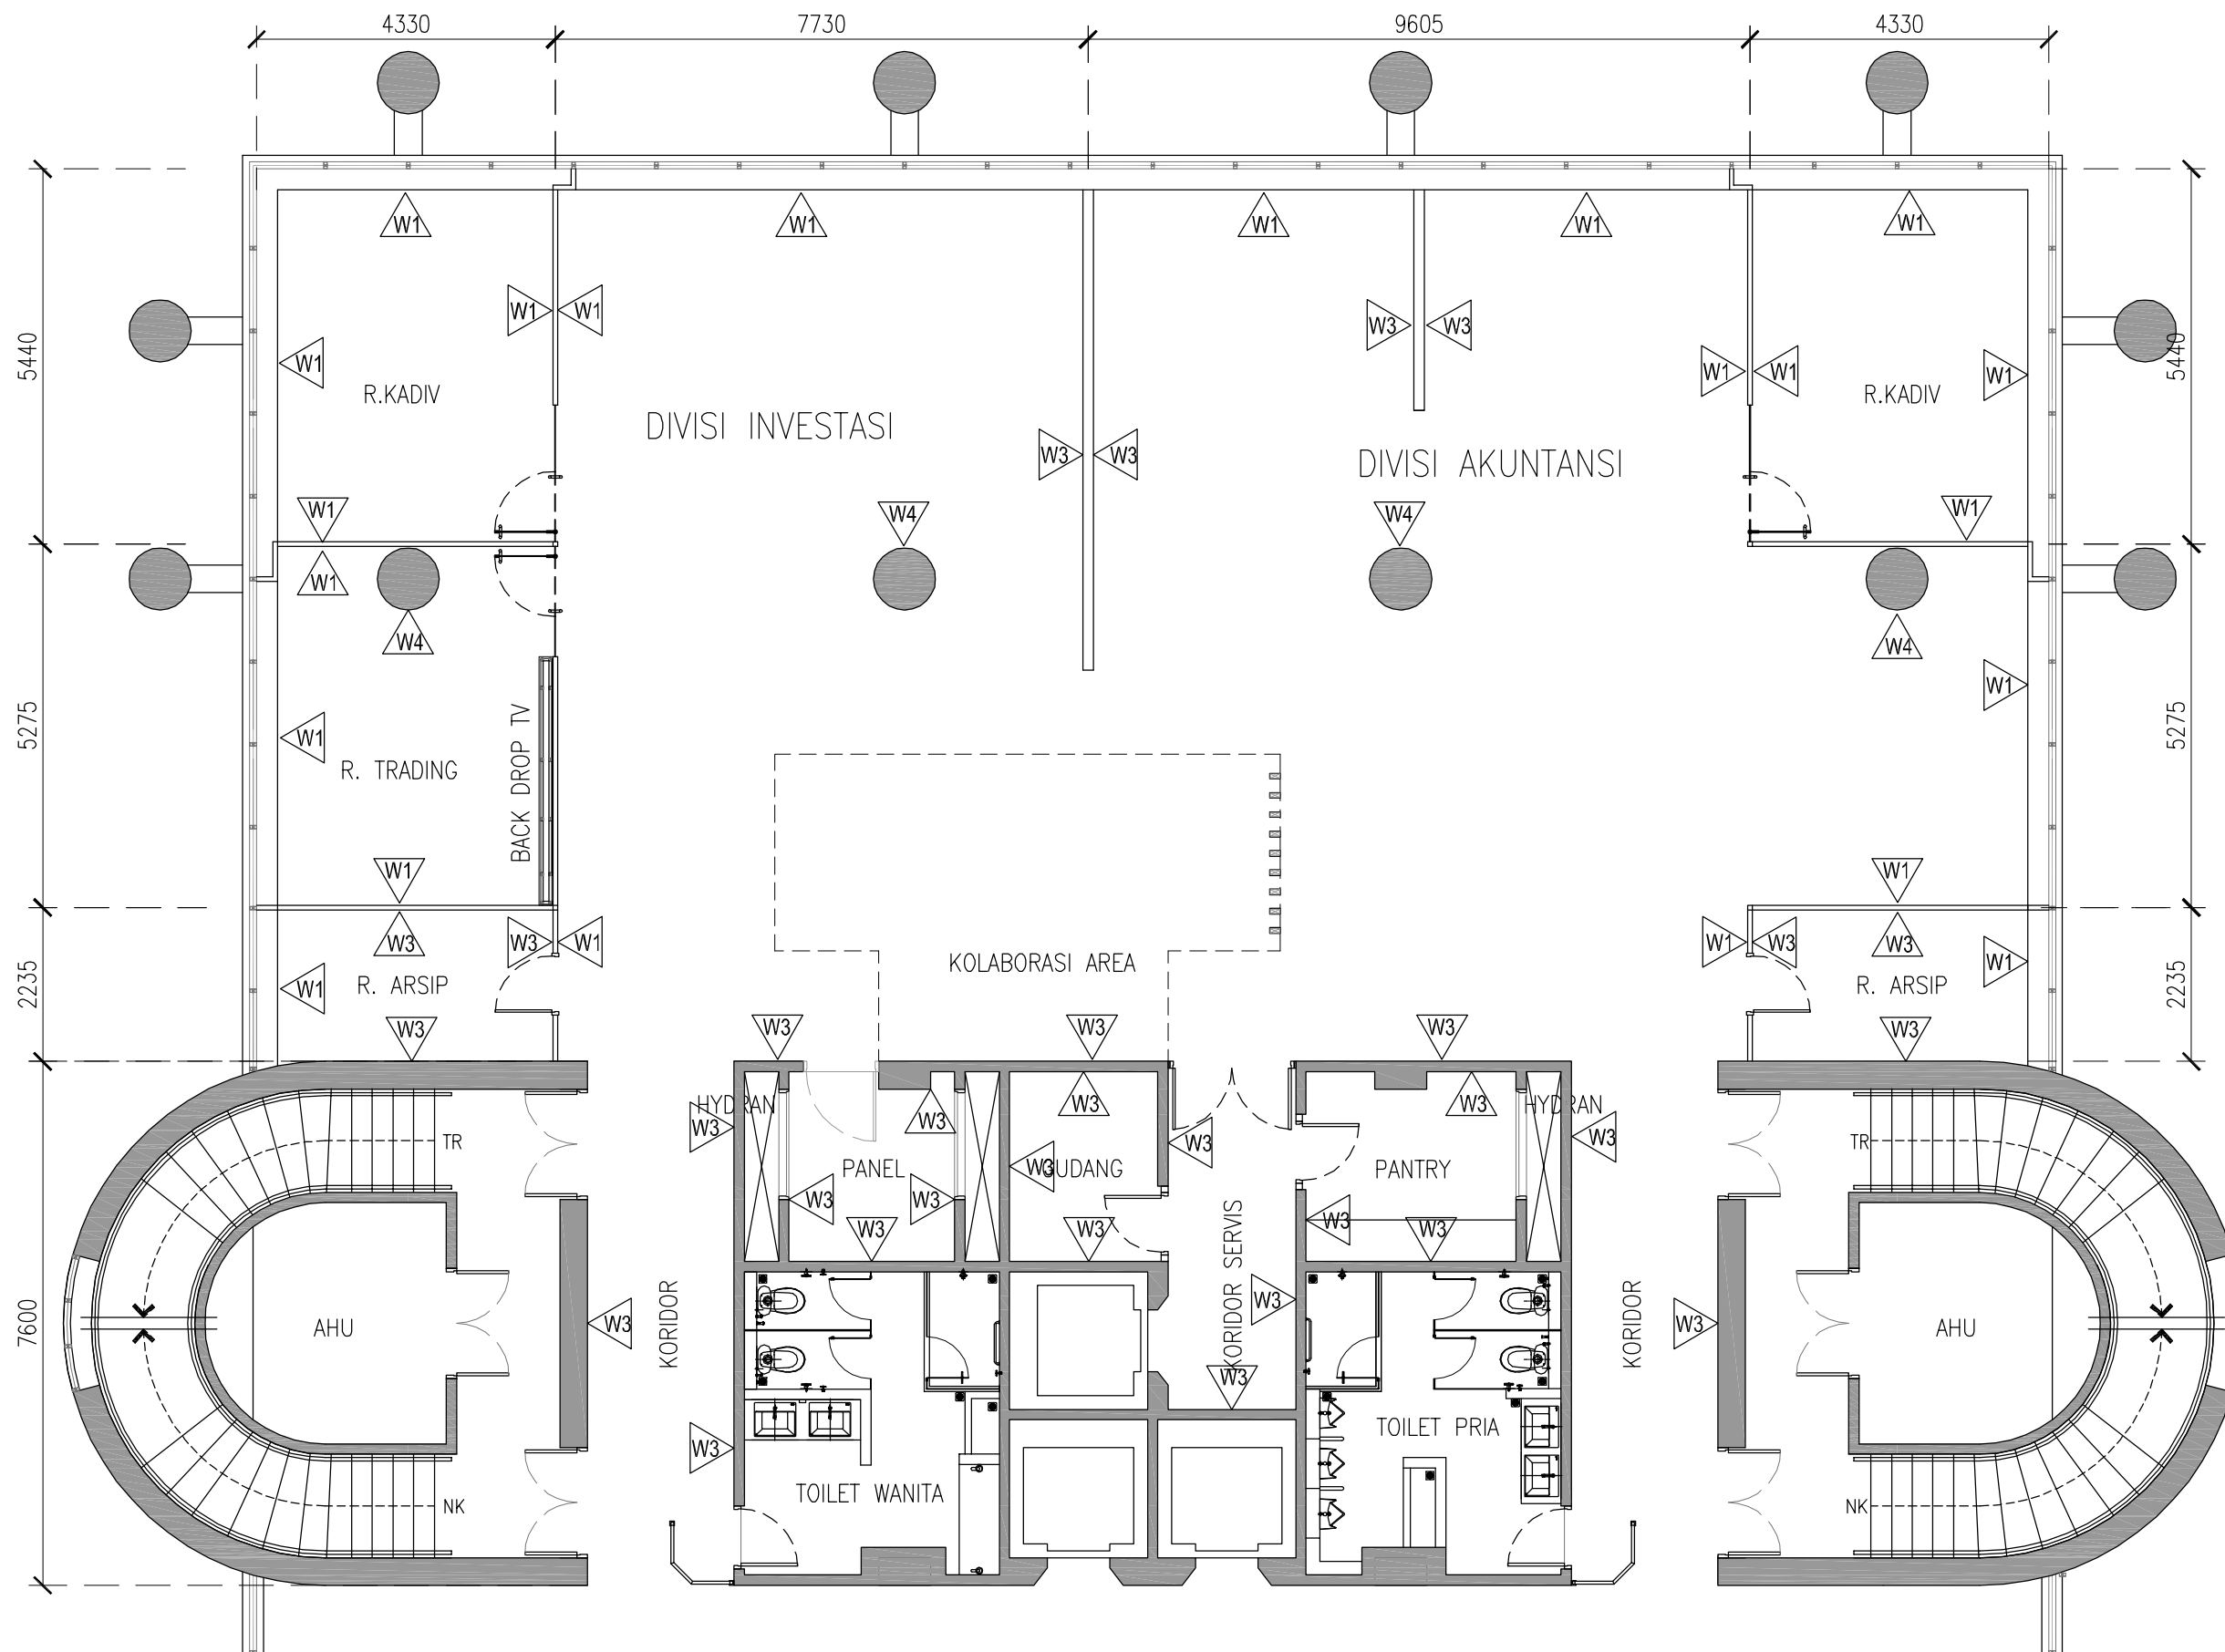 4330 7730 9605 4330
W1 W1 W1 W1 W1
W1 W1 W3 W3
5440 W1 R.KADIV W1 W1 R.KADIV W1 5440
DIVISI INVESTASI
W3 W3 DIVISI AKUNTANSI
W1 W4 W4 W1
W1
W4 W4
W1
5275 W1 R. TRADING BACK DROP TV 5275
W1 W1
W3 W3 W1 W1 W3 W3
2235 W1 R. ARSIP KOLABORASI AREA W1 R. ARSIP 2235
W3 W3 W3 W3 W3
HYDRAN W3 W3 W3 HYDRAN
W3 W3 W3
TR TR
PANEL W3 GUDANG PANTRY
W3 W3 W3
W3 W3 W3
7600 AHU W3 KORIDOR W3 KORIDOR SERVIS KORIDOR W3 AHU
W3
W3 TOILET PRIA
TOILET WANITA
NK NK